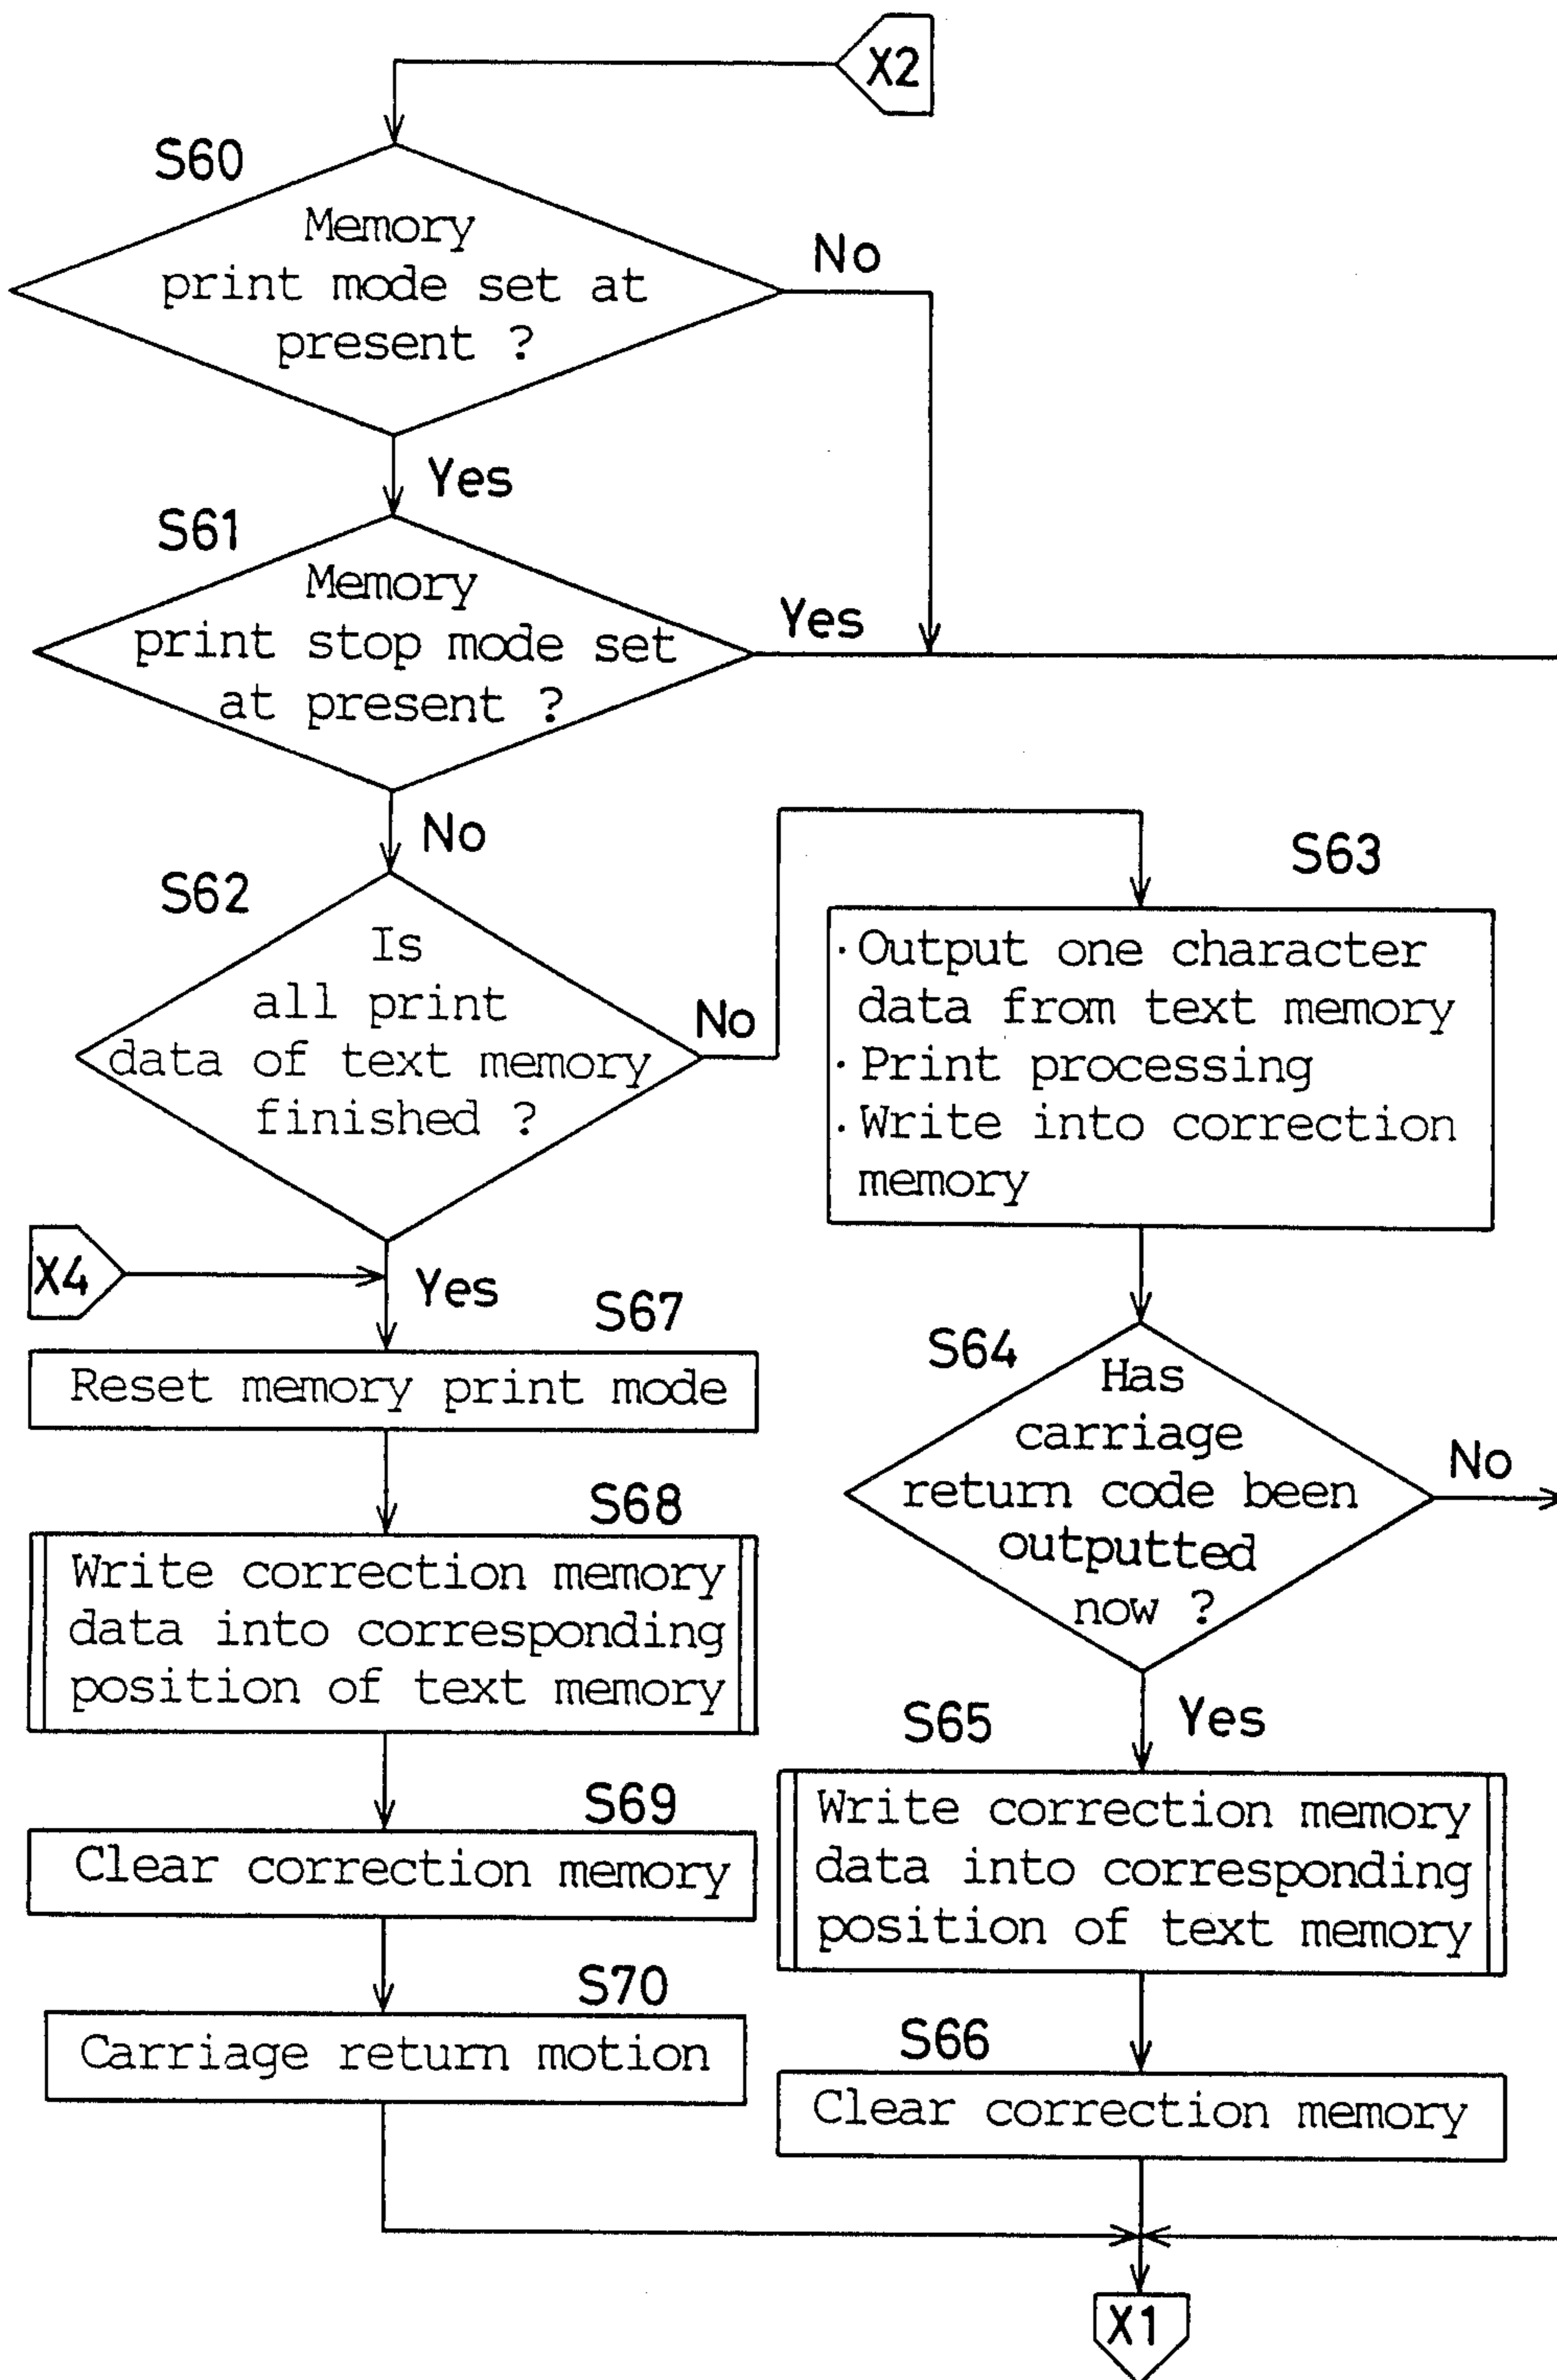 X2
S60
Memory
print mode set at
present ?
No
Yes
S61
Memory
print stop mode set
at present ?
Yes
No
S62
Is
all print
data of text memory
finished ?
No
S63
· Output one character
data from text memory
· Print processing
· Write into correction
memory
X4
Yes
S67
Reset memory print mode
S64
Has
carriage
return code been
outputted
now ?
No
Yes
S68
Write correction memory
data into corresponding
position of text memory
S65
Write correction memory
data into corresponding
position of text memory
S69
Clear correction memory
S70
Carriage return motion
S66
Clear correction memory
X1